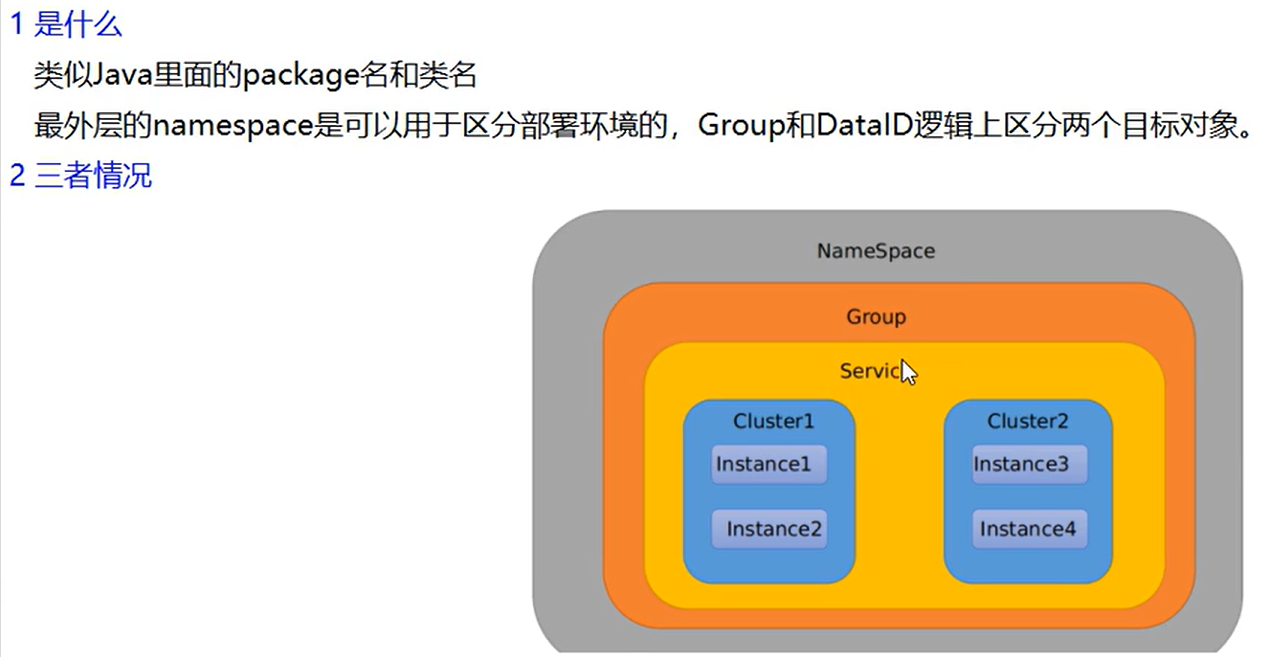 1 是什么
类似Java里面的package名和类名
最外层的namespace是可以用于区分部署环境的，Group和DataID逻辑上区分两个目标对象。
2 三者情况
NameSpace
Group
Servic
Cluster1 Cluster2
Instance1 Instance3
Instance2 Instance4